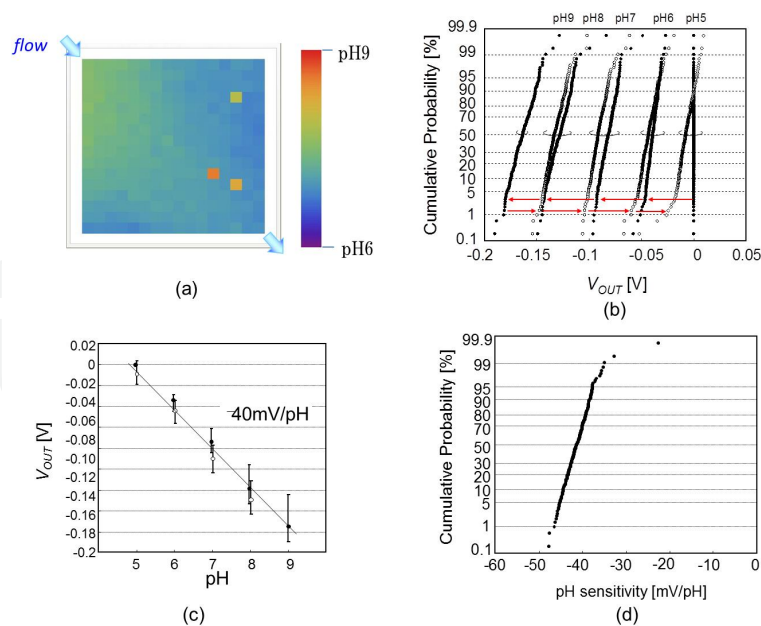 flow
pH9
pH6
(a)
pH9 pH8 pH7 pH6 pH5
Cumulative Probability [%]
99.9
99
95
90
80
70
50
30
20
10
5
1
0.1
-0.2 -0.15 -0.1 -0.05 0 0.05
VOUT [V]
(b)
VOUT [V]
0.02
0
-0.02
-0.04
-0.06
-0.08
-0.10
-0.12
-0.14
-0.16
-0.18
-0.2
40mV/pH
5 6 7 8 9
pH
(c)
Cumulative Probability [%]
99.9
99
95
90
80
70
50
30
20
10
5
1
0.1
-60 -50 -40 -30 -20 -10 0
pH sensitivity [mV/pH]
(d)